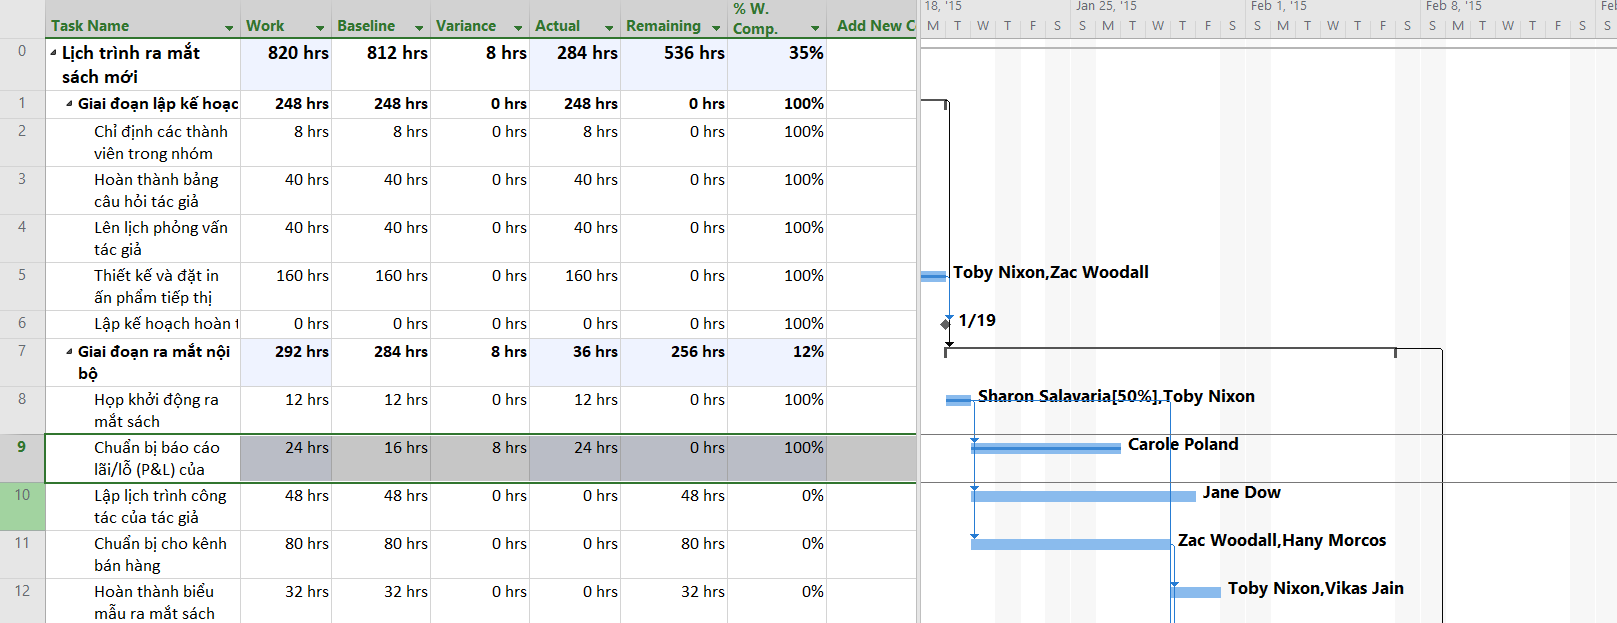 Task Name Work Baseline Variance Actual Remaining % W. Comp. Add New C
18, '15 Jan 25, '15 Feb 1, '15 Feb 8, '15 Feb
M T W T F S S M T W T F S S M T W T F S S M T W T F S S
0 Lịch trình ra mắt 820 hrs 812 hrs 8 hrs 284 hrs 536 hrs 35%
sách mới
1 Giai đoạn lập kế hoạc 248 hrs 248 hrs 0 hrs 248 hrs 0 hrs 100%
2 Chỉ định các thành 8 hrs 8 hrs 0 hrs 8 hrs 0 hrs 100%
viên trong nhóm
3 Hoàn thành bảng 40 hrs 40 hrs 0 hrs 40 hrs 0 hrs 100%
câu hỏi tác giả
4 Lên lịch phỏng vấn 40 hrs 40 hrs 0 hrs 40 hrs 0 hrs 100%
tác giả
5 Thiết kế và đặt in 160 hrs 160 hrs 0 hrs 160 hrs 0 hrs 100% Toby Nixon,Zac Woodall
ấn phẩm tiếp thị
6 Lập kế hoạch hoàn t 0 hrs 0 hrs 0 hrs 0 hrs 0 hrs 100% 1/19
7 Giai đoạn ra mắt nội 292 hrs 284 hrs 8 hrs 36 hrs 256 hrs 12%
bộ
8 Họp khởi động ra 12 hrs 12 hrs 0 hrs 12 hrs 0 hrs 100% Sharon Salavaria[50%],Toby Nixon
mắt sách
9 Chuẩn bị báo cáo 24 hrs 16 hrs 8 hrs 24 hrs 0 hrs 100% Carole Poland
lãi/lỗ (P&L) của
10 Lập lịch trình công 48 hrs 48 hrs 0 hrs 0 hrs 48 hrs 0% Jane Dow
tác của tác giả
11 Chuẩn bị cho kênh 80 hrs 80 hrs 0 hrs 0 hrs 80 hrs 0% Zac Woodall,Hany Morcos
bán hàng
12 Hoàn thành biểu 32 hrs 32 hrs 0 hrs 0 hrs 32 hrs 0% Toby Nixon,Vikas Jain
mẫu ra mắt sách